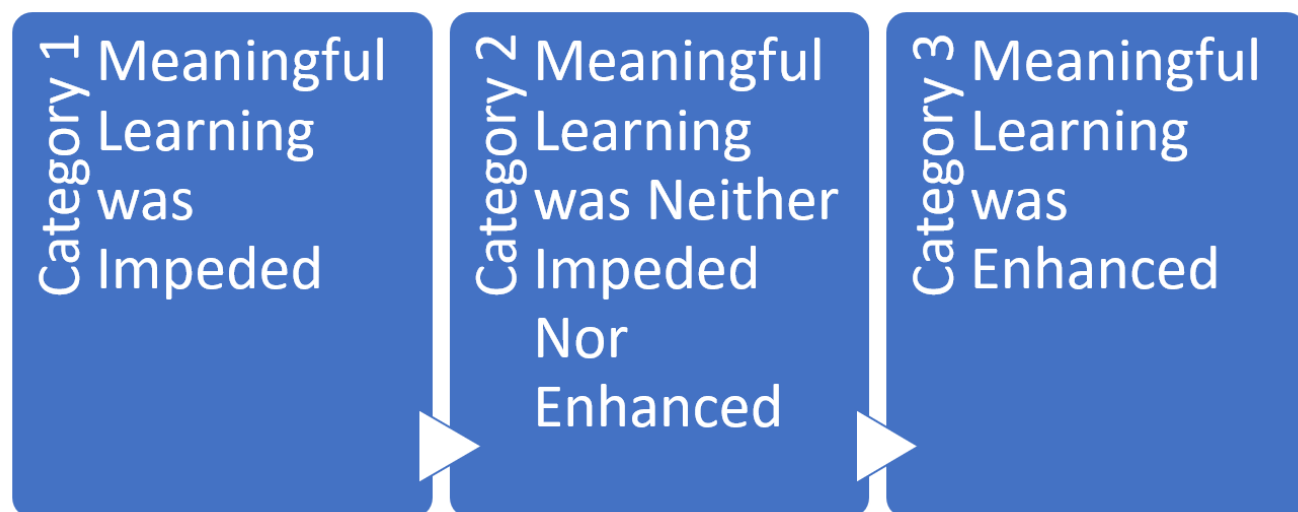 Category 1
Meaningful
Learning
was
Impeded
Category 2
Meaningful
Learning
was Neither
Impeded
Nor
Enhanced
Category 3
Meaningful
Learning
was
Enhanced